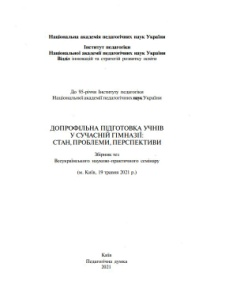 Національна академія педагогічних наук України
Інститут педагогіки
Національної академії педагогічних наук України
Відділ інновацій та стратегій розвитку освіти
До 95-річчя Інституту педагогіки
Національної академії педагогічних наук України
ДОПРОФІЛЬНА ПІДГОТОВКА УЧНІВ
У СУЧАСНІЙ ГІМНАЗІЇ:
СТАН, ПРОБЛЕМИ, ПЕРСПЕКТИВИ
Збірник тез
Всеукраїнського науково-практичного семінару
(м. Київ, 19 травня 2021 р.)
Київ
Педагогічна думка
2021